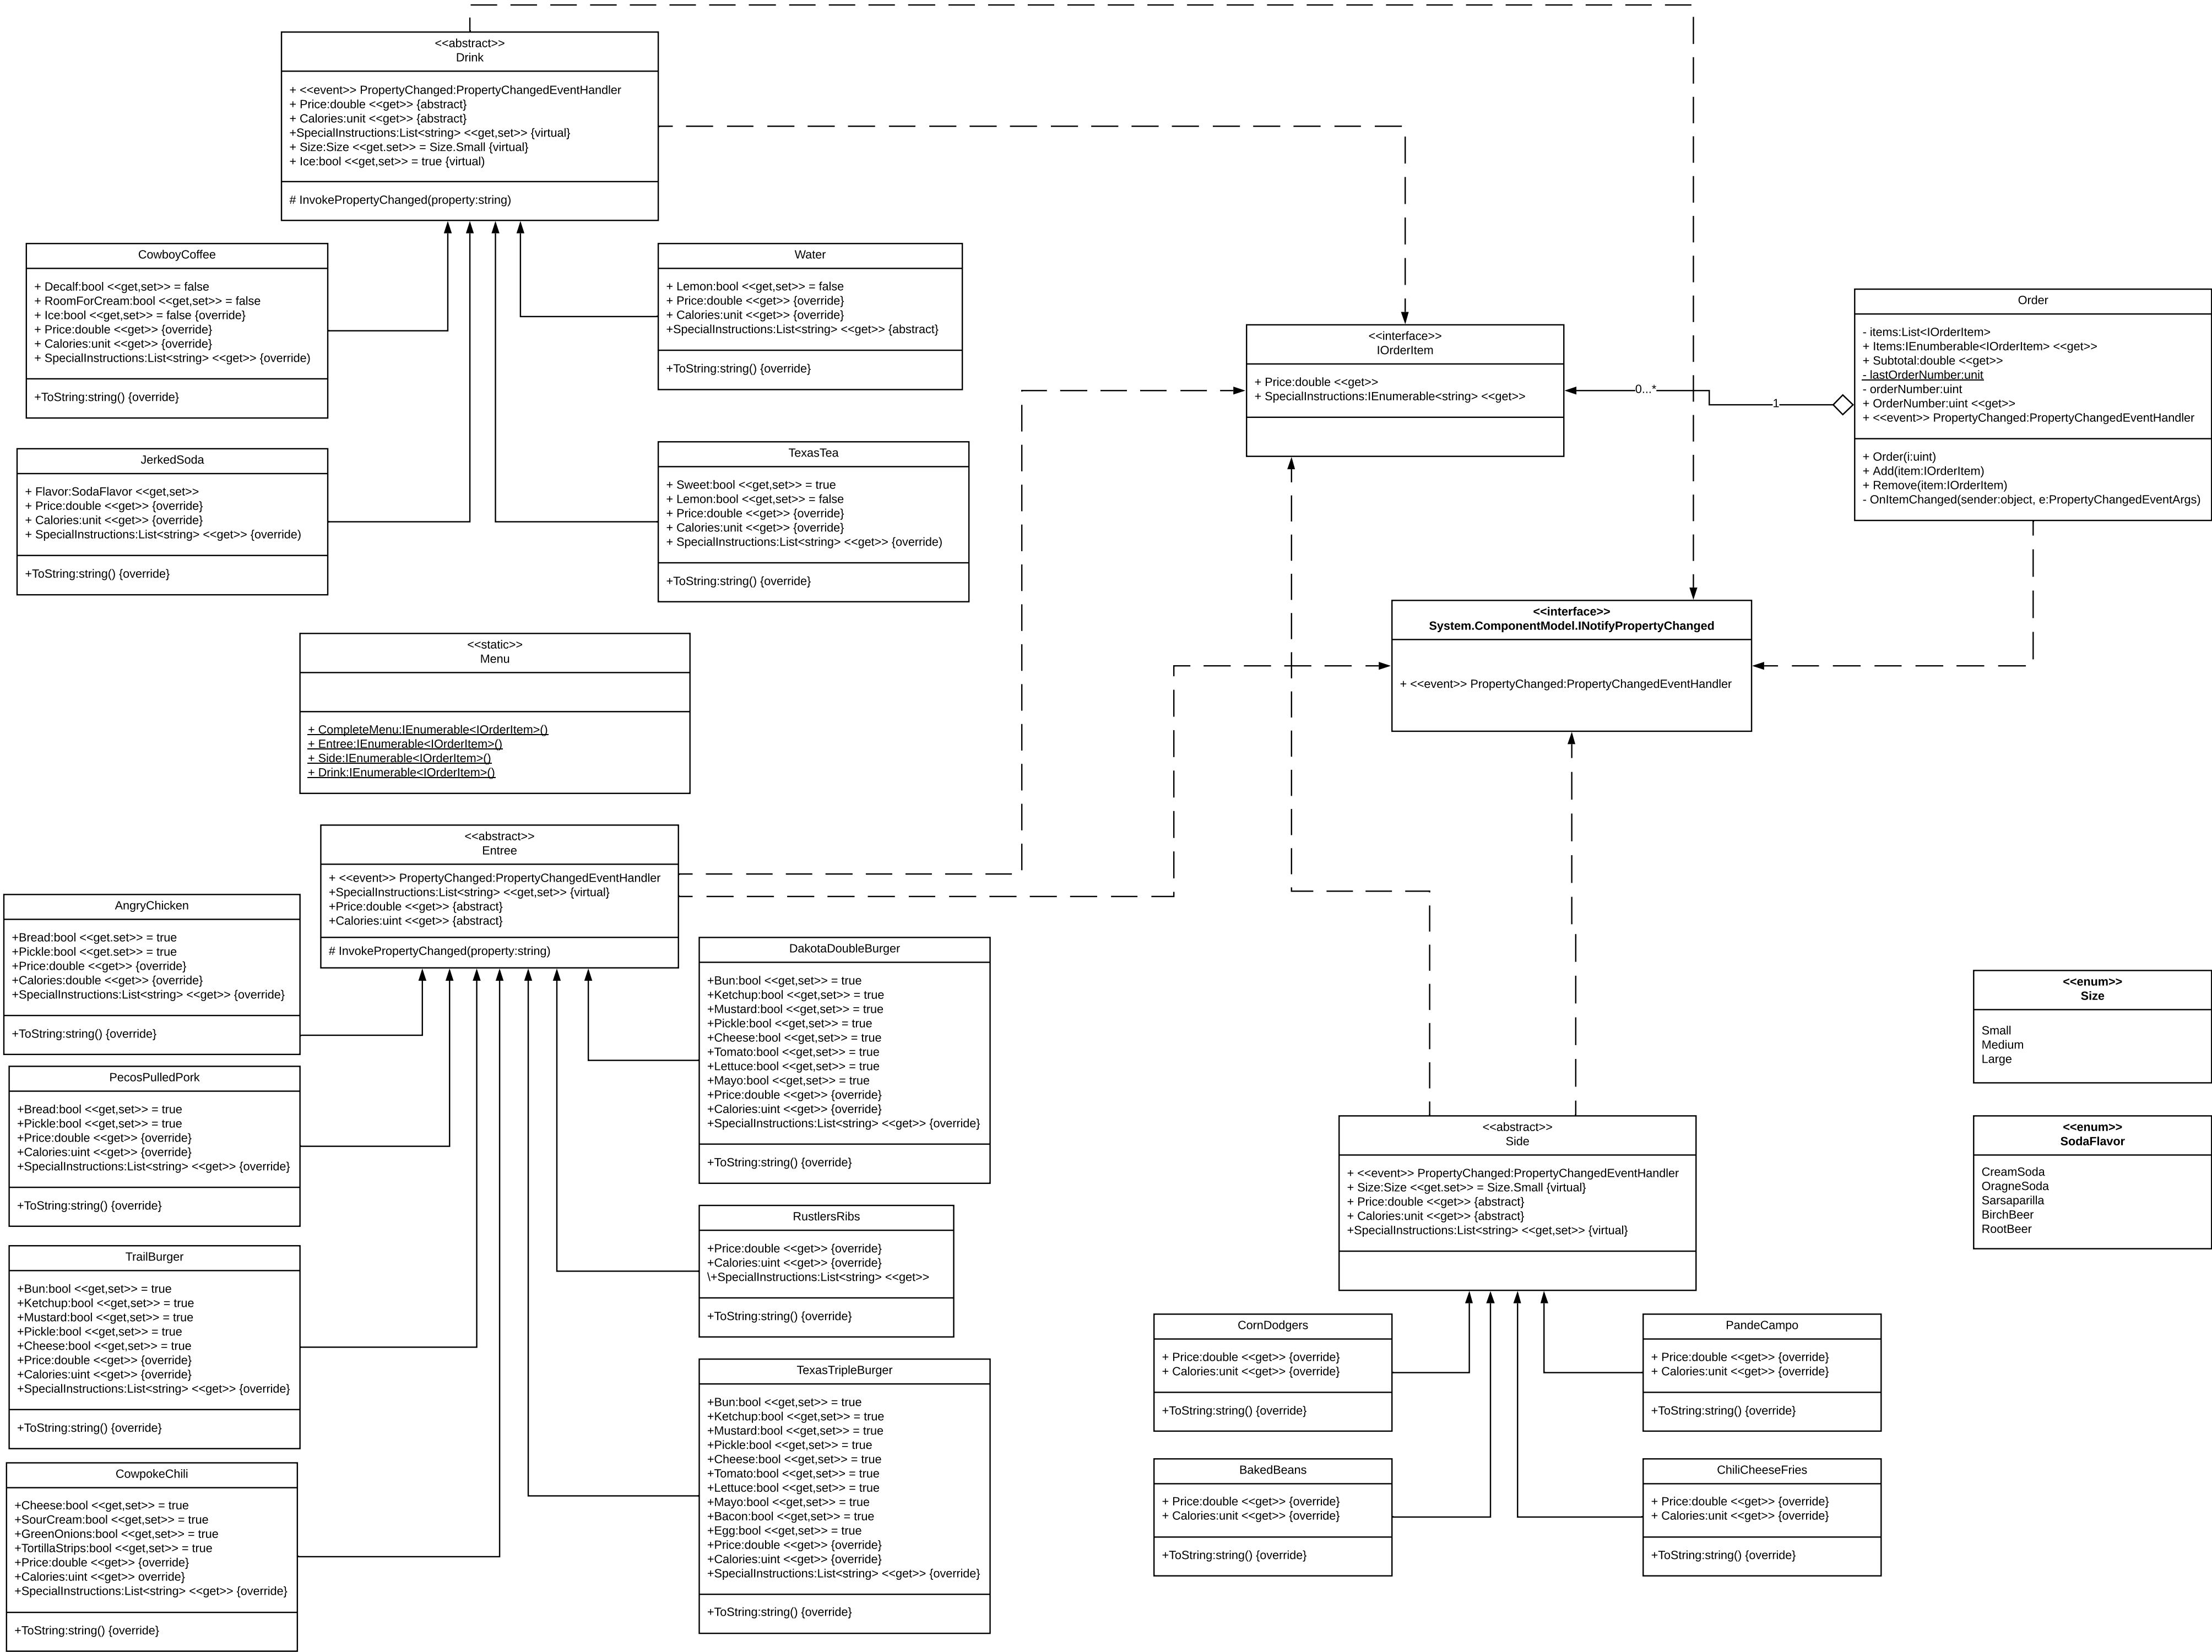 <<abstract>>
Drink
+ <<event>> PropertyChanged:PropertyChangedEventHandler
+ Price:double <<get>> {abstract}
+ Calories:unit <<get>> {abstract}
+SpecialInstructions:List<string> <<get,set>> {virtual}
+ Size:Size <<get.set>> = Size.Small {virtual}
+ Ice:bool <<get,set>> = true {virtual)
# InvokePropertyChanged(property:string)
CowboyCoffee
+ Decalf:bool <<get,set>> = false
+ RoomForCream:bool <<get,set>> = false
+ Ice:bool <<get,set>> = false {override}
+ Price:double <<get>> {override}
+ Calories:unit <<get>> {override}
+ SpecialInstructions:List<string> <<get>> {override)
+ToString:string() {override}
Water
+ Lemon:bool <<get,set>> = false
+ Price:double <<get>> {override}
+ Calories:unit <<get>> {override}
+SpecialInstructions:List<string> <<get>> {abstract}
+ToString:string() {override}
JerkedSoda
+ Flavor:SodaFlavor <<get,set>>
+ Price:double <<get>> {override}
+ Calories:unit <<get>> {override}
+ SpecialInstructions:List<string> <<get>> {override)
+ToString:string() {override}
TexasTea
+ Sweet:bool <<get,set>> = true
+ Lemon:bool <<get,set>> = false
+ Price:double <<get>> {override}
+ Calories:unit <<get>> {override}
+ SpecialInstructions:List<string> <<get>> {override)
+ToString:string() {override}
<<interface>>
IOrderItem
+ Price:double <<get>>
+ SpecialInstructions:IEnumerable<string> <<get>>
0...*
1
Order
- items:List<IOrderItem>
+ Items:IEnumberable<IOrderItem> <<get>>
+ Subtotal:double <<get>>
- lastOrderNumber:unit
- orderNumber:uint
+ OrderNumber:uint <<get>>
+ <<event>> PropertyChanged:PropertyChangedEventHandler
+ Order(i:uint)
+ Add(item:IOrderItem)
+ Remove(item:IOrderItem)
- OnItemChanged(sender:object, e:PropertyChangedEventArgs)
<<interface>>
System.ComponentModel.INotifyPropertyChanged
+ <<event>> PropertyChanged:PropertyChangedEventHandler
<<static>>
Menu
+ CompleteMenu:IEnumerable<IOrderItem>()
+ Entree:IEnumerable<IOrderItem>()
+ Side:IEnumerable<IOrderItem>()
+ Drink:IEnumerable<IOrderItem>()
<<abstract>>
Entree
+ <<event>> PropertyChanged:PropertyChangedEventHandler
+SpecialInstructions:List<string> <<get,set>> {virtual}
+Price:double <<get>> {abstract}
+Calories:uint <<get>> {abstract}
# InvokePropertyChanged(property:string)
AngryChicken
+Bread:bool <<get.set>> = true
+Pickle:bool <<get.set>> = true
+Price:double <<get>> {override}
+Calories:double <<get>> {override}
+SpecialInstructions:List<string> <<get>> {override}
+ToString:string() {override}
PecosPulledPork
+Bread:bool <<get,set>> = true
+Pickle:bool <<get,set>> = true
+Price:double <<get>> {override}
+Calories:uint <<get>> {override}
+SpecialInstructions:List<string> <<get>> {override}
+ToString:string() {override}
TrailBurger
+Bun:bool <<get,set>> = true
+Ketchup:bool <<get,set>> = true
+Mustard:bool <<get,set>> = true
+Pickle:bool <<get,set>> = true
+Cheese:bool <<get,set>> = true
+Price:double <<get>> {override}
+Calories:uint <<get>> {override}
+SpecialInstructions:List<string> <<get>> {override}
+ToString:string() {override}
CowpokeChili
+Cheese:bool <<get,set>> = true
+SourCream:bool <<get,set>> = true
+GreenOnions:bool <<get,set>> = true
+TortillaStrips:bool <<get,set>> = true
+Price:double <<get>> {override}
+Calories:uint <<get>> override}
+SpecialInstructions:List<string> <<get>> {override}
+ToString:string() {override}
DakotaDoubleBurger
+Bun:bool <<get,set>> = true
+Ketchup:bool <<get,set>> = true
+Mustard:bool <<get,set>> = true
+Pickle:bool <<get,set>> = true
+Cheese:bool <<get,set>> = true
+Tomato:bool <<get,set>> = true
+Lettuce:bool <<get,set>> = true
+Mayo:bool <<get,set>> = true
+Price:double <<get>> {override}
+Calories:uint <<get>> {override}
+SpecialInstructions:List<string> <<get>> {override}
+ToString:string() {override}
RustlersRibs
+Price:double <<get>> {override}
+Calories:uint <<get>> {override}
\+SpecialInstructions:List<string> <<get>>
+ToString:string() {override}
TexasTripleBurger
+Bun:bool <<get,set>> = true
+Ketchup:bool <<get,set>> = true
+Mustard:bool <<get,set>> = true
+Pickle:bool <<get,set>> = true
+Cheese:bool <<get,set>> = true
+Tomato:bool <<get,set>> = true
+Lettuce:bool <<get,set>> = true
+Mayo:bool <<get,set>> = true
+Bacon:bool <<get,set>> = true
+Egg:bool <<get,set>> = true
+Price:double <<get>> {override}
+Calories:uint <<get>> {override}
+SpecialInstructions:List<string> <<get>> {override}
+ToString:string() {override}
<<abstract>>
Side
+ <<event>> PropertyChanged:PropertyChangedEventHandler
+ Size:Size <<get.set>> = Size.Small {virtual}
+ Price:double <<get>> {abstract}
+ Calories:unit <<get>> {abstract}
+SpecialInstructions:List<string> <<get,set>> {virtual}
CornDodgers
+ Price:double <<get>> {override}
+ Calories:unit <<get>> {override}
+ToString:string() {override}
PandeCampo
+ Price:double <<get>> {override}
+ Calories:unit <<get>> {override}
+ToString:string() {override}
BakedBeans
+ Price:double <<get>> {override}
+ Calories:unit <<get>> {override}
+ToString:string() {override}
ChiliCheeseFries
+ Price:double <<get>> {override}
+ Calories:unit <<get>> {override}
+ToString:string() {override}
<<enum>>
Size
Small
Medium
Large
<<enum>>
SodaFlavor
CreamSoda
OragneSoda
Sarsaparilla
BirchBeer
RootBeer